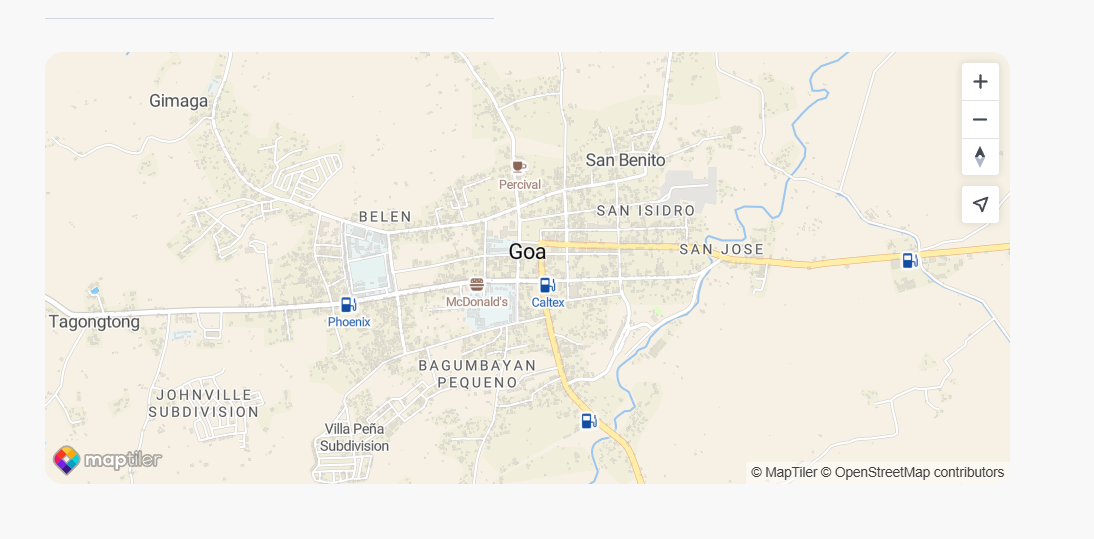 Gimaga
San Benito
Percival
BELEN
SAN ISIDRO
Goa
SAN JOSE
McDonald's
Caltex
Phoenix
Tagongtong
BAGUMBAYAN
PEQUENO
JOHNVILLE
SUBDIVISION
Villa Peña
Subdivision
maptiler
© MapTiler © OpenStreetMap contributors